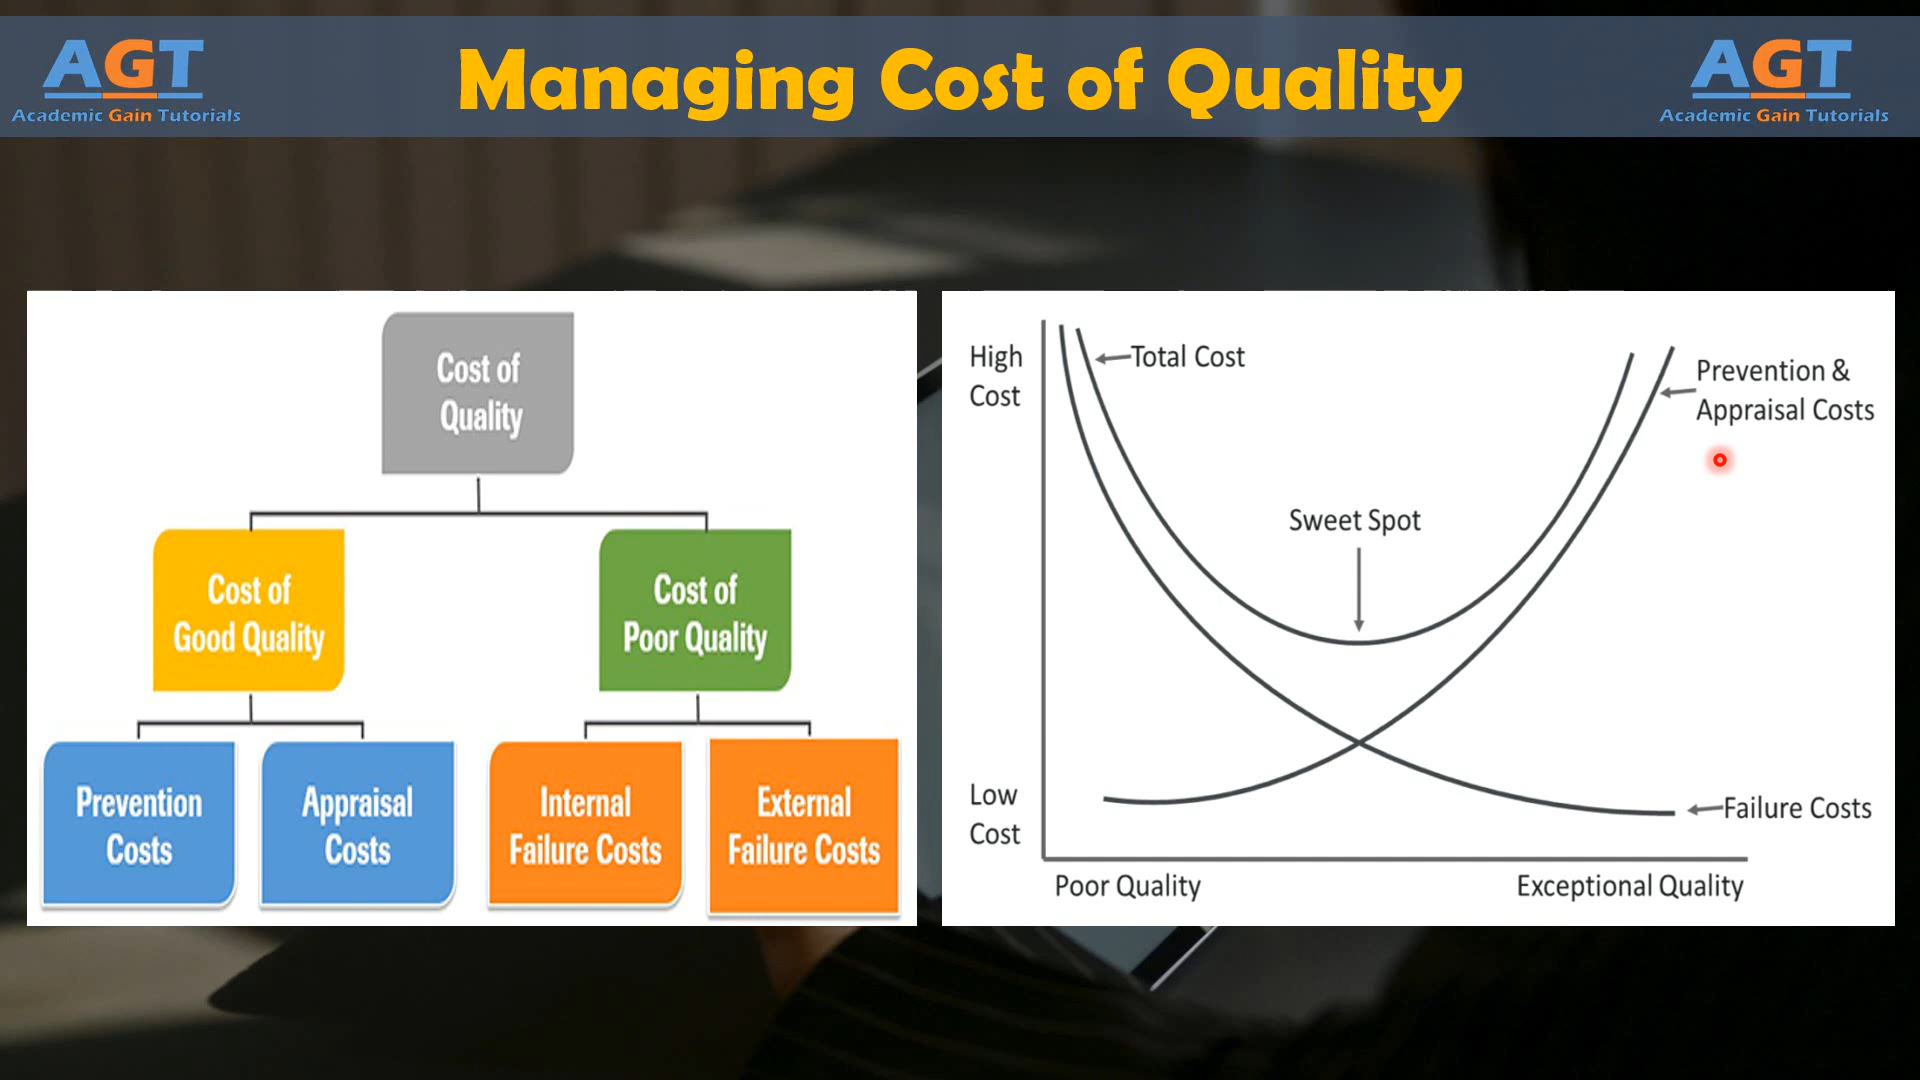 AGT
Academic Gain Tutorials
Managing Cost of Quality
AGT
Academic Gain Tutorials
Cost of
Quality
Cost of
Good Quality
Cost of
Poor Quality
Prevention
Costs
Appraisal
Costs
Internal
Failure Costs
External
Failure Costs
High
Cost
Total Cost
Prevention &
Appraisal Costs
Sweet Spot
Low
Cost
Failure Costs
Poor Quality
Exceptional Quality